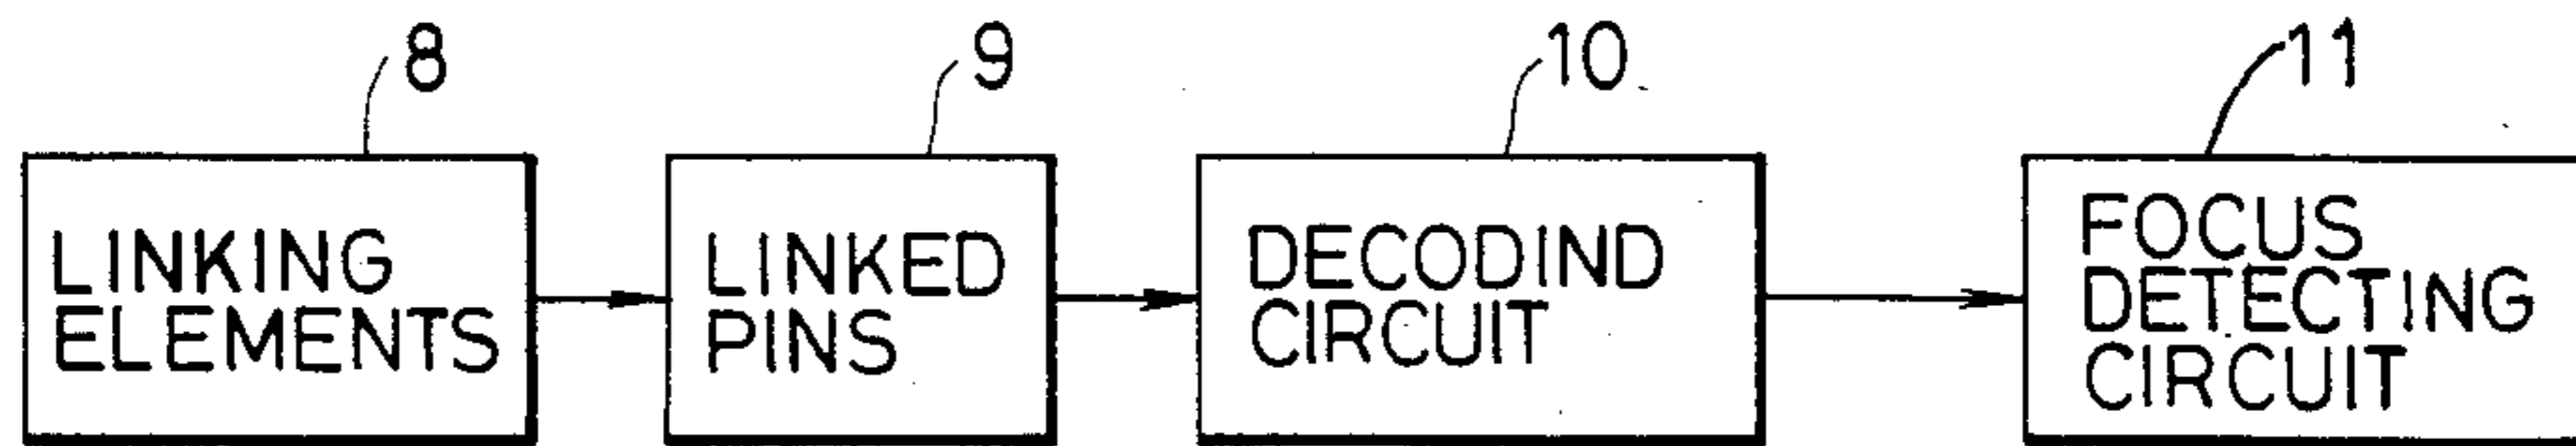 8
9
10
11
LINKING
ELEMENTS
LINKED
PINS
DECODIND
CIRCUIT
FOCUS
DETECTING
CIRCUIT